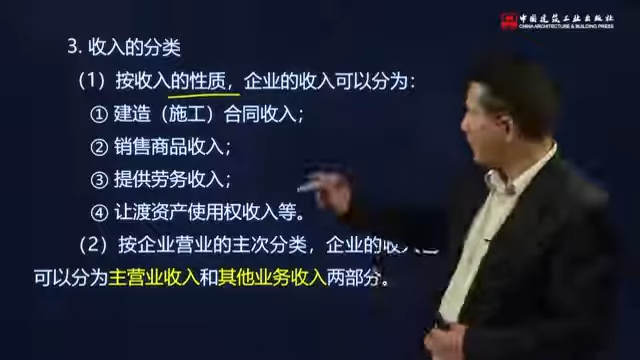 中国建筑工业出版社
CHINA ARCHITECTURE & BUILDING PRESS
3. 收入的分类
（1）按收入的性质，企业的收入可以分为：
① 建造（施工）合同收入；
② 销售商品收入；
③ 提供劳务收入；
④ 让渡资产使用权收入等。
（2）按企业营业的主次分类，企业的收
可以分为主营业收入和其他业务收入两部分。